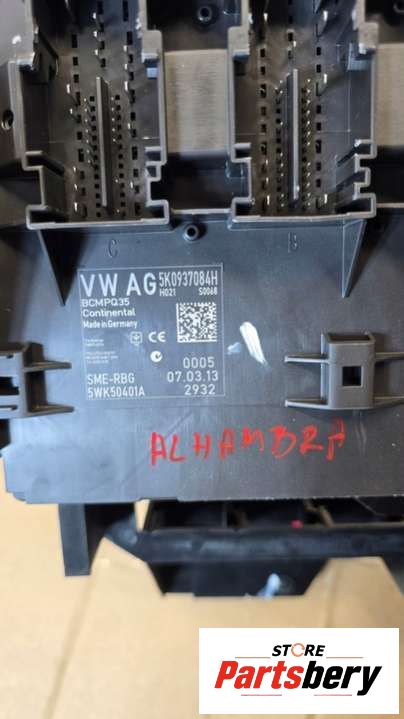 C
B
VW AG 5K0937084H
BCMPQ35 H021 S0068
Continental
Made in Germany
0005
SME-RBG 07.03.13
5WK50401A 2932
ALHAMBRA
STORE
Partsbery